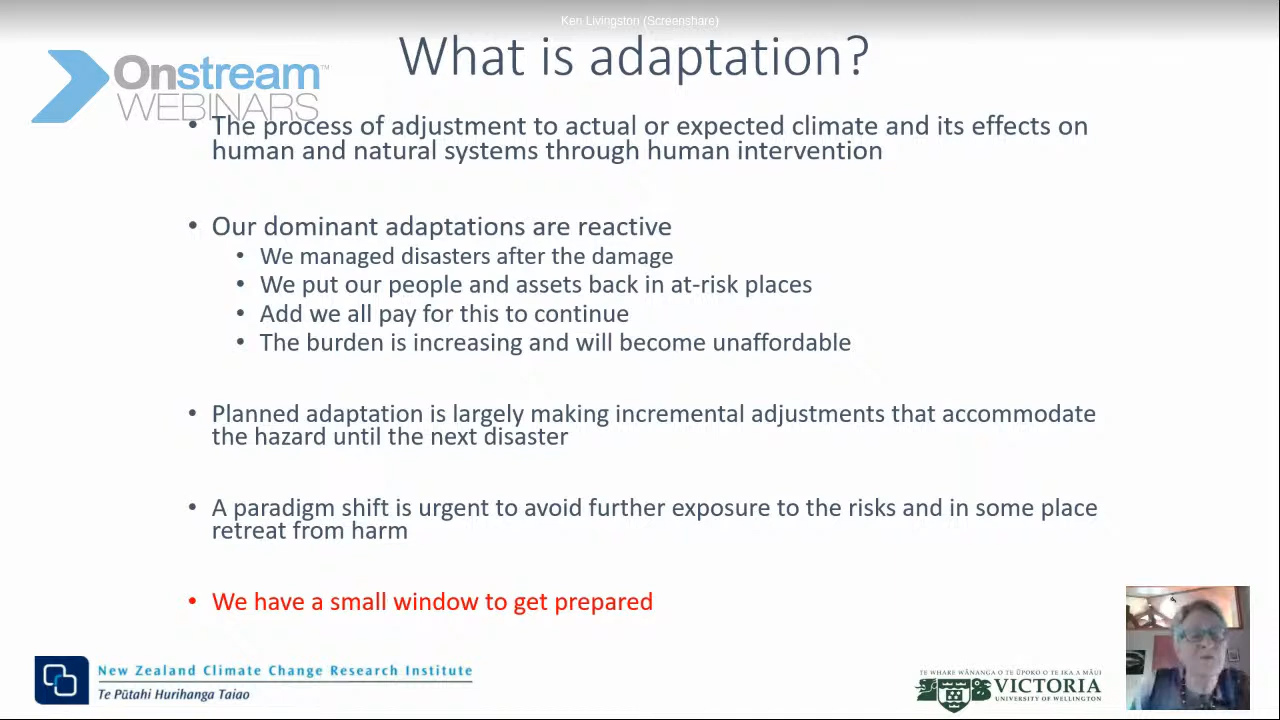 Ken Livingston (Screenshare)
What is adaptation?
Onstream™
WEBINARS
• The process of adjustment to actual or expected climate and its effects on
human and natural systems through human intervention
• Our dominant adaptations are reactive
• We managed disasters after the damage
• We put our people and assets back in at-risk places
• Add we all pay for this to continue
• The burden is increasing and will become unaffordable
• Planned adaptation is largely making incremental adjustments that accommodate
the hazard until the next disaster
• A paradigm shift is urgent to avoid further exposure to the risks and in some place
retreat from harm
• We have a small window to get prepared
New Zealand Climate Change Research Institute
Te Pūtahi Hurihanga Taiao
TE WHARE WĀNANGA O TE ŪPOKO O TE IKA A MĀUI
VICTORIA
UNIVERSITY OF WELLINGTON